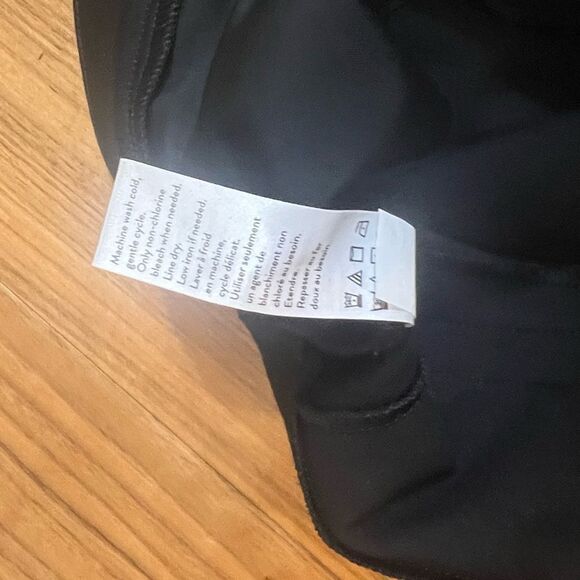 Machine wash cold,
gentle cycle.
Only non-chlorine
bleach when needed.
Line dry.
Low iron if needed.
Laver à froid
en machine,
cycle délicat.
Utiliser seulement
un agent de
blanchiment non
chloré au besoin.
Etendre.
Repasser au fer
doux au besoin.